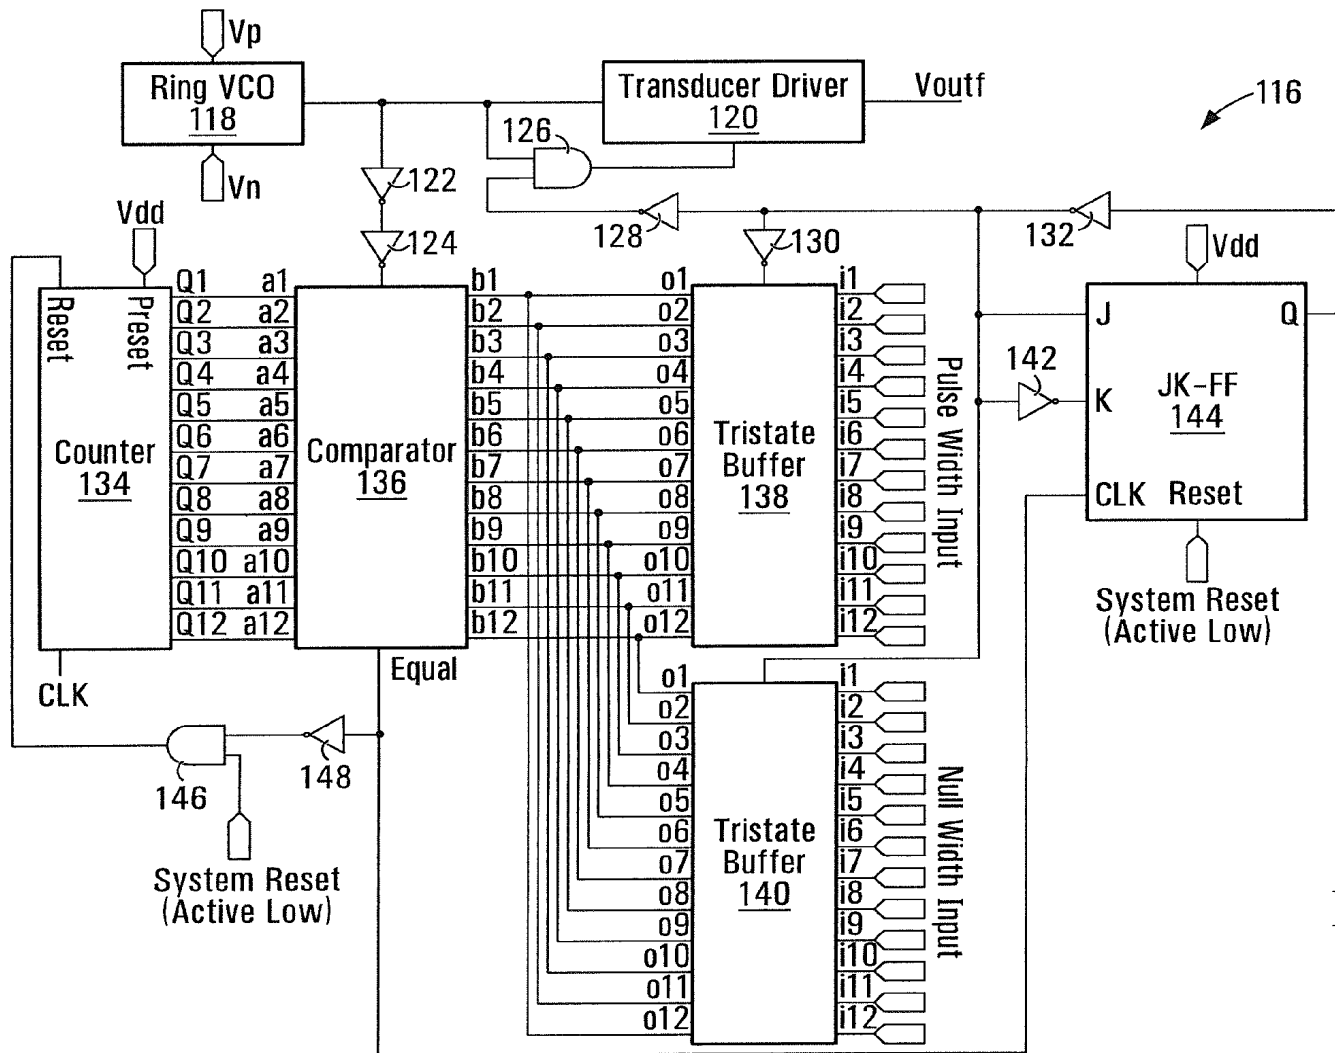 Vp
Ring VCO
118
Vn
Transducer Driver
120
Voutf
116
126
122
124
128
130
132
Vdd
Reset
Preset
Counter
134
CLK
Q1
Q2
Q3
Q4
Q5
Q6
Q7
Q8
Q9
Q10
Q11
Q12
a1
a2
a3
a4
a5
a6
a7
a8
a9
a10
a11
a12
Comparator
136
Equal
b1
b2
b3
b4
b5
b6
b7
b8
b9
b10
b11
b12
o1
o2
o3
o4
o5
o6
o7
o8
o9
o10
o11
o12
Tristate
Buffer
138
i1
i2
i3
i4
i5
i6
i7
i8
i9
i10
i11
i12
Pulse Width Input
Vdd
J
Q
142
K
JK-FF
144
CLK Reset
System Reset
(Active Low)
o1
o2
o3
o4
o5
o6
o7
o8
o9
o10
o11
o12
Tristate
Buffer
140
i1
i2
i3
i4
i5
i6
i7
i8
i9
i10
i11
i12
Null Width Input
146
148
System Reset
(Active Low)